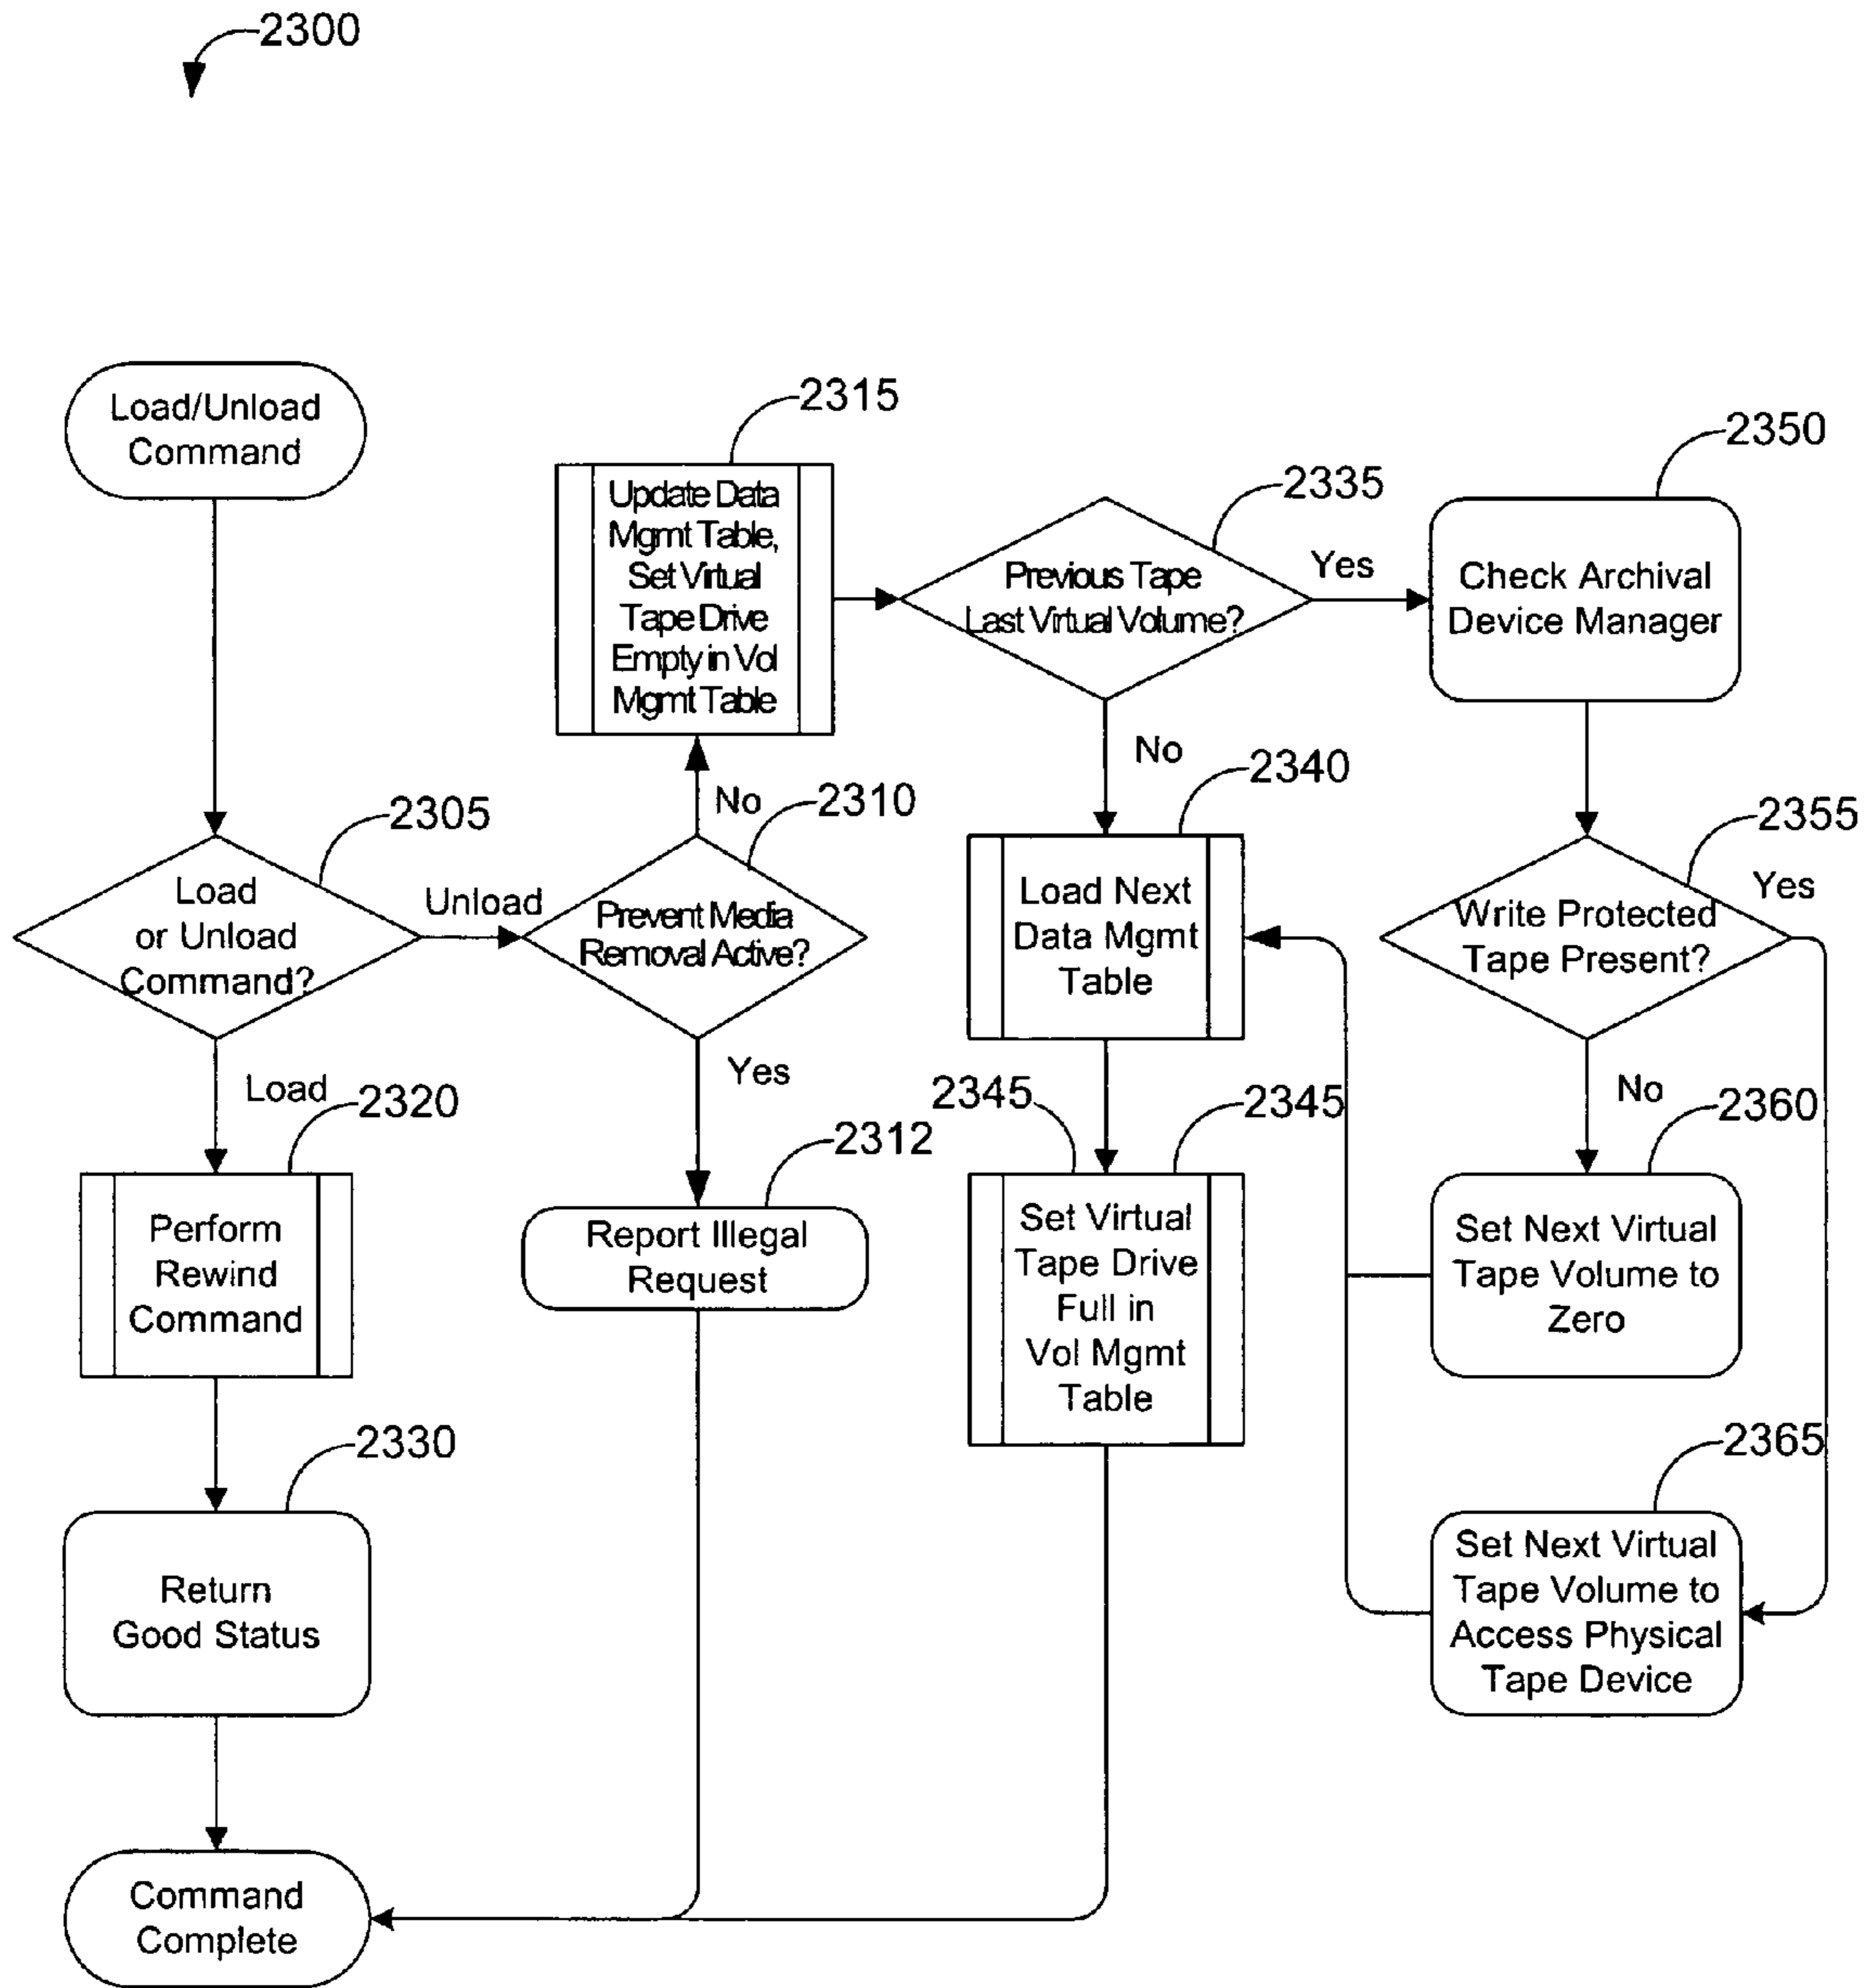 2300
Load/Unload
Command
2305
Load
or Unload
Command?
Unload
Load
2320
Perform
Rewind
Command
2330
Return
Good Status
Command
Complete
2310
Prevent Media
Removal Active?
No
Yes
2312
Report Illegal
Request
2315
Update Data
Mgmt Table,
Set Virtual
Tape Drive
Empty in Vol
Mgmt Table
2335
Previous Tape
Last Virtual Volume?
Yes
No
2340
Load Next
Data Mgmt
Table
2345
2345
Set Virtual
Tape Drive
Full in
Vol Mgmt
Table
2350
Check Archival
Device Manager
2355
Write Protected
Tape Present?
Yes
No
2360
Set Next Virtual
Tape Volume to
Zero
2365
Set Next Virtual
Tape Volume to
Access Physical
Tape Device